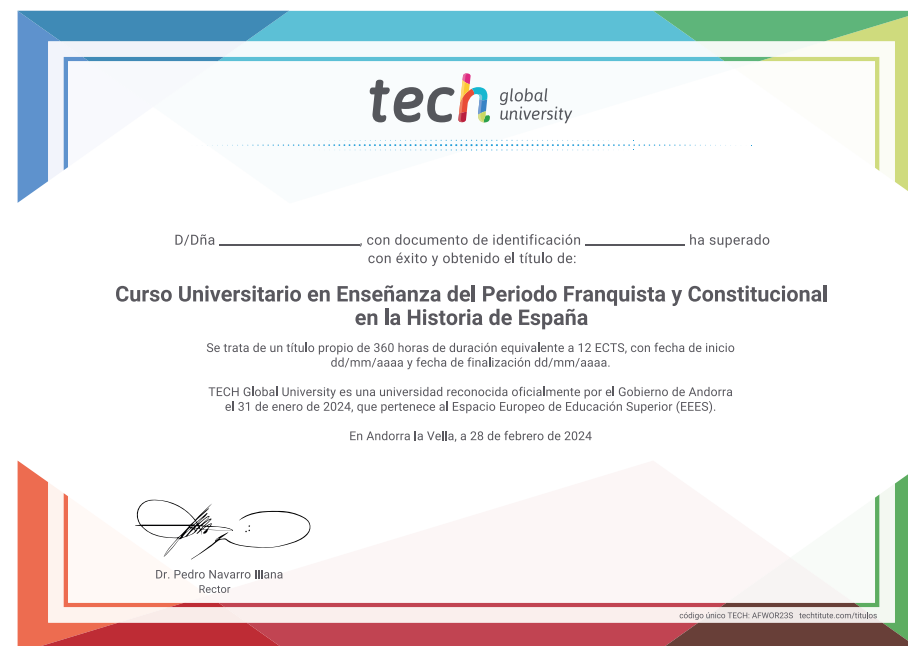 tech global university
D/Dña ____________________, con documento de identificación ______________ ha superado
con éxito y obtenido el título de:
Curso Universitario en Enseñanza del Periodo Franquista y Constitucional
en la Historia de España
Se trata de un título propio de 360 horas de duración equivalente a 12 ECTS, con fecha de inicio
dd/mm/aaaa y fecha de finalización dd/mm/aaaa.
TECH Global University es una universidad reconocida oficialmente por el Gobierno de Andorra
el 31 de enero de 2024, que pertenece al Espacio Europeo de Educación Superior (EEES).
En Andorra la Vella, a 28 de febrero de 2024
Dr. Pedro Navarro Illana
Rector
código único TECH: AFWOR23S techtitute.com/titulos